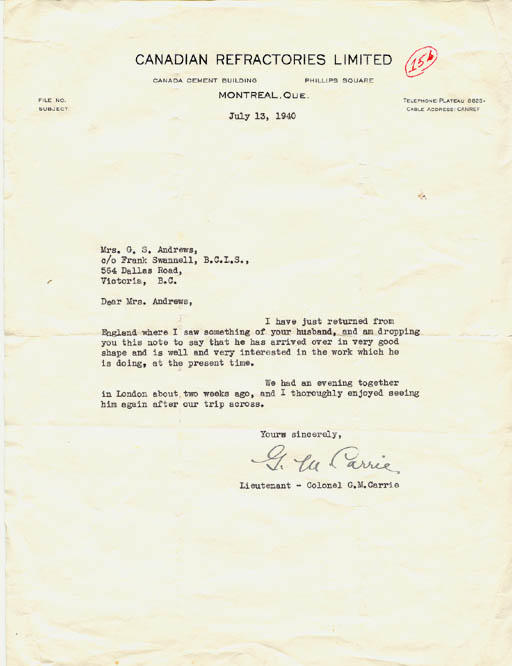 CANADIAN REFRACTORIES LIMITED
156
CANADA CEMENT BUILDING PHILLIPS SQUARE
MONTREAL, QUE.
FILE NO.
SUBJECT
TELEPHONE: PLATEAU 8825
CABLE ADDRESS: CANREF
July 13, 1940
Mrs. G. S. Andrews,
c/o Frank Swannell, B.C.L.S.,
564 Dallas Road,
Victoria, B.C.
Dear Mrs. Andrews,
I have just returned from
England where I saw something of your husband, and am dropping
you this note to say that he has arrived over in very good
shape and is well and very interested in the work which he
is doing, at the present time.
We had an evening together
in London about two weeks ago, and I thoroughly enjoyed seeing
him again after our trip across.
Yours sincerely,
G. M Carrie
Lieutenant - Colonel G.M.Carrie